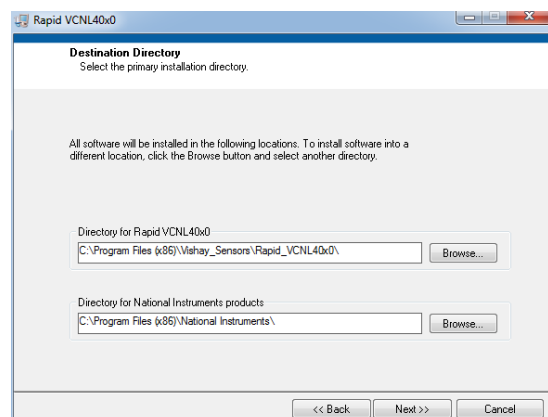 Rapid VCNL40x0
Destination Directory
Select the primary installation directory.
All software will be installed in the following locations. To install software into a
different location, click the Browse button and select another directory.
Directory for Rapid VCNL40x0
C:\Program Files (x86)\Vishay_Sensors\Rapid_VCNL40x0\
Browse...
Directory for National Instruments products
C:\Program Files (x86)\National Instruments\
Browse...
<< Back
Next >>
Cancel